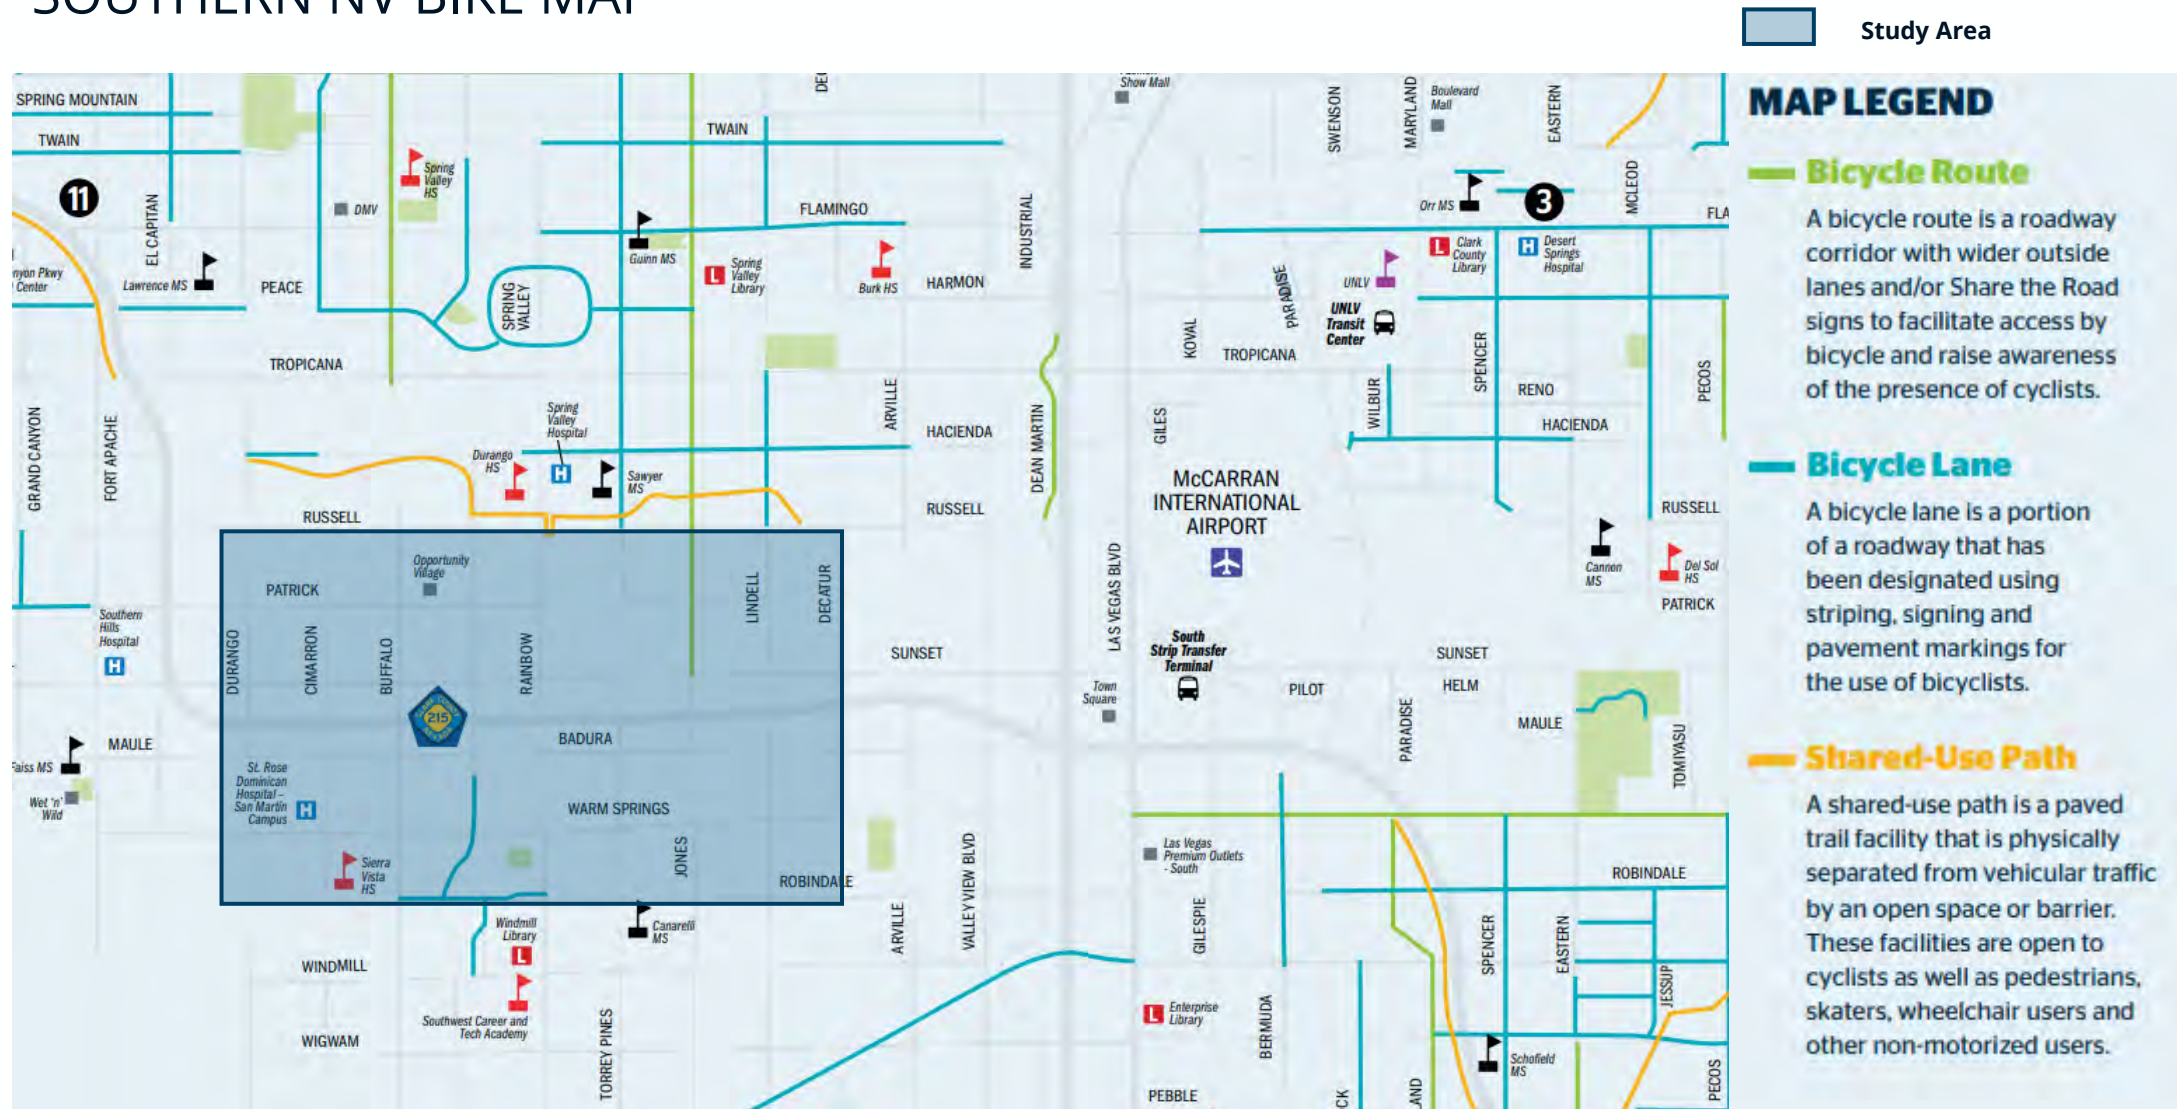 SOUTHERN NV BIKE MAP
Study Area
MAP LEGEND
Bicycle Route
A bicycle route is a roadway
corridor with wider outside
lanes and/or Share the Road
signs to facilitate access by
bicycle and raise awareness
of the presence of cyclists.
Bicycle Lane
A bicycle lane is a portion
of a roadway that has
been designated using
striping, signing and
pavement markings for
the use of bicyclists.
Shared-Use Path
A shared-use path is a paved
trail facility that is physically
separated from vehicular traffic
by an open space or barrier.
These facilities are open to
cyclists as well as pedestrians,
skaters, wheelchair users and
other non-motorized users.
SPRING MOUNTAIN
TWAIN
11
EL CAPITAN
Lawrence MS
nyon Pkwy
Center
PEACE
DMV
Spring
Valley
HS
TWAIN
FLAMINGO
Guinn MS
Spring
Valley
Library
Burk HS
HARMON
INDUSTRIAL
SPRING
VALLEY
TROPICANA
GRAND CANYON
FORT APACHE
Spring
Valley
Hospital
H
Durango
HS
Sawyer
MS
ARVILLE
HACIENDA
DEAN MARTIN
RUSSELL
RUSSELL
Show Mall
SWENSON
MARYLAND
Boulevard
Mall
EASTERN
MCLEOD
Orr MS
3
FLA
L
Clark
County
Library
H
Desert
Springs
Hospital
UNLV
PARADISE
UNLV
Transit
Center
KOVAL
TROPICANA
SPENCER
RENO
PECOS
WILBUR
HACIENDA
GILES
McCARRAN
INTERNATIONAL
AIRPORT
RUSSELL
Cannon
MS
Del Sol
HS
PATRICK
Opportunity
Village
PATRICK
LINDELL
DECATUR
DURANGO
CIMARRON
BUFFALO
RAINBOW
215
Southern
Hills
Hospital
H
SUNSET
LAS VEGAS BLVD
South
Strip Transfer
Terminal
Town
Square
SUNSET
PILOT
HELM
PARADISE
MAULE
TOMIYASU
MAULE
Faiss MS
Wet 'n'
Wild
BADURA
St. Rose
Dominican
Hospital –
San Martin
Campus
H
WARM SPRINGS
Sierra
Vista
HS
JONES
ROBINDALE
Windmill
Library
L
Canarelli
MS
ARVILLE
VALLEY VIEW BLVD
WINDMILL
Southwest Career and
Tech Academy
WIGWAM
TORREY PINES
Las Vegas
Premium Outlets
- South
GILESPIE
ROBINDALE
SPENCER
EASTERN
JESSUP
L
Enterprise
Library
BERMUDA
Schofield
MS
PEBBLE
CK
LAND
PECOS